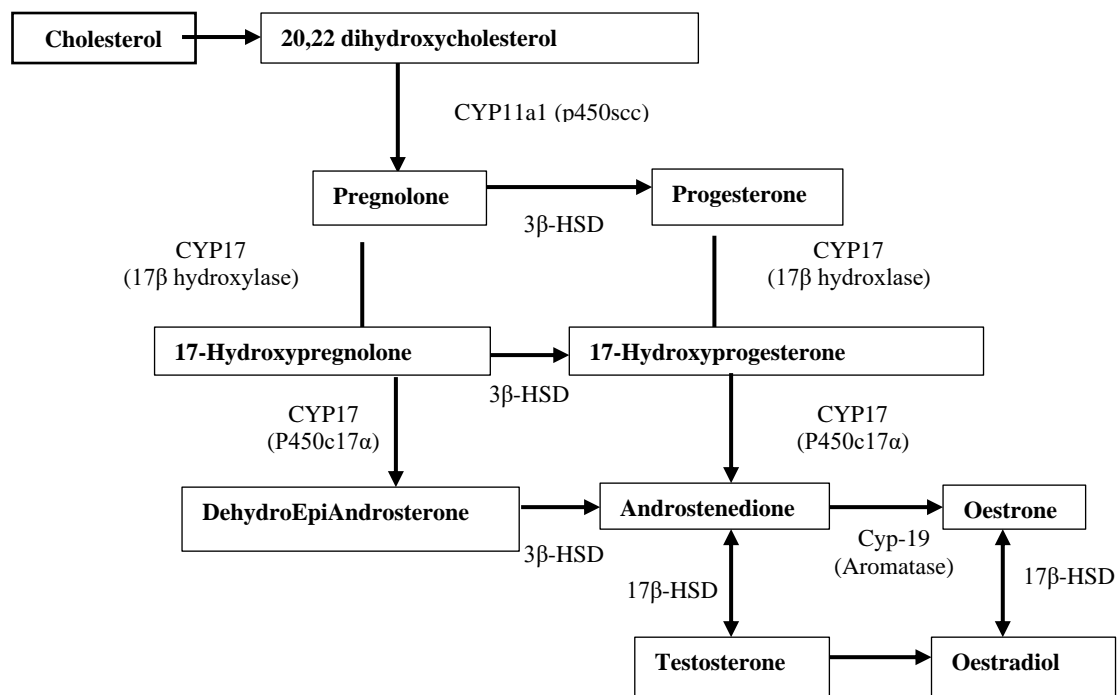 Cholesterol
20,22 dihydroxycholesterol
CYP11a1 (p450scc)
Pregnolone
Progesterone
3β-HSD
CYP17
(17β hydroxylase)
CYP17
(17β hydroxlase)
17-Hydroxypregnolone
17-Hydroxyprogesterone
3β-HSD
CYP17
(P450c17α)
CYP17
(P450c17α)
DehydroEpiAndrosterone
Androstenedione
Oestrone
3β-HSD
Cyp-19
(Aromatase)
17β-HSD
17β-HSD
Testosterone
Oestradiol